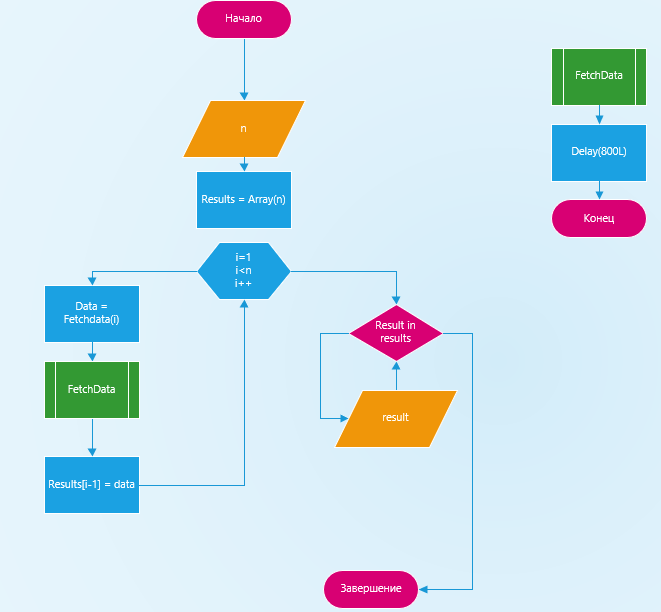 Начало
n
Results = Array(n)
i=1
i<n
i++
Data =
Fetchdata(i)
FetchData
Results[i-1] = data
Result in
results
result
Завершение
FetchData
Delay(800L)
Конец